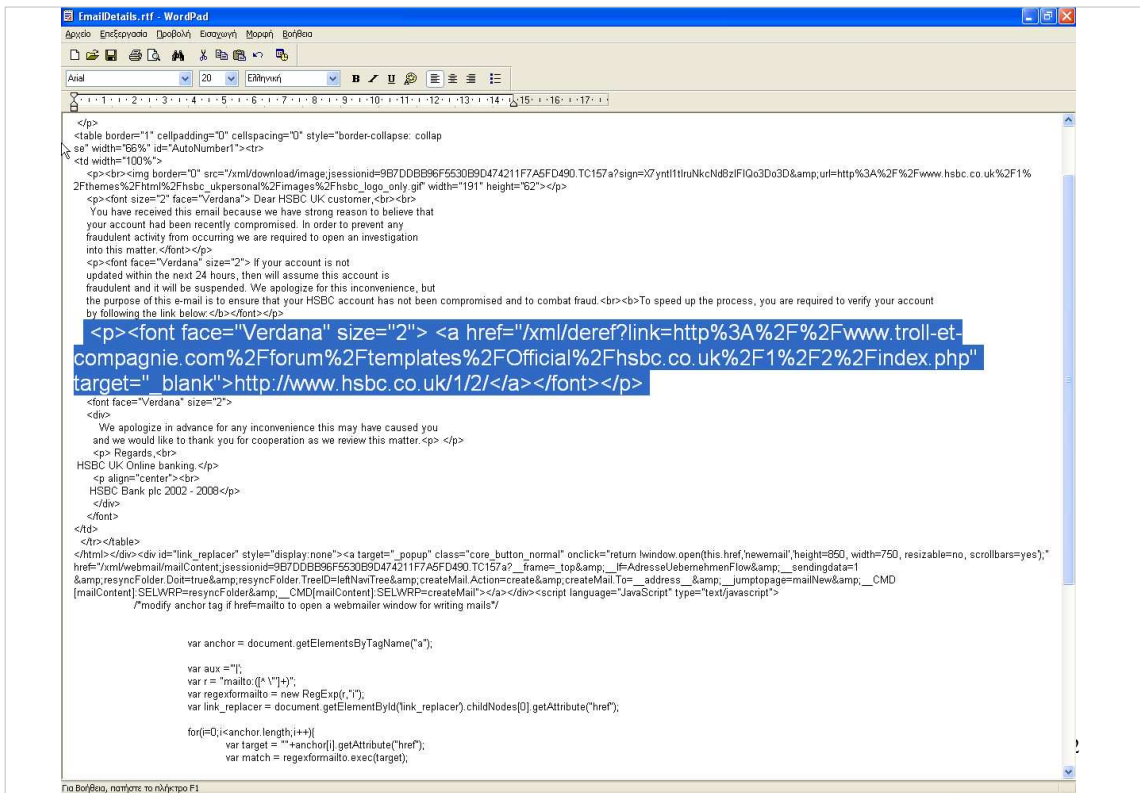 EmailDetails.rtf - WordPad
Αρχείο Επεξεργασία Προβολή Εισαγωγή Μορφή Βοήθεια
Arial 20 Ελληνική
1 2 3 4 5 6 7 8 9 10 11 12 13 14 15 16 17
</p>
<table border="1" cellpadding="0" cellspacing="0" style="border-collapse: collap
se" width="66%" id="AutoNumber1"><tr>
<td width="100%">
<p><br><img border="0" src="/xml/download/image;jsessionid=9B7DDBB96F5530B9D474211F7A5FD490.TC157a?sign=X7yntl1tlruNkcNd8zlFlQo3Do3D&amp;url=http%3A%2F%2Fwww.hsbc.co.uk%2F1%
2Fthemes%2Fhtml%2Fhsbc_ukpersonal%2Fimages%2Fhsbc_logo_only.gif" width="191" height="62"></p>
<p><font size="2" face="Verdana"> Dear HSBC UK customer,<br><br>
You have received this email because we have strong reason to believe that
your account had been recently compromised. In order to prevent any
fraudulent activity from occurring we are required to open an investigation
into this matter.</font></p>
<p><font face="Verdana" size="2"> If your account is not
updated within the next 24 hours, then will assume this account is
fraudulent and it will be suspended. We apologize for this inconvenience, but
the purpose of this e-mail is to ensure that your HSBC account has not been compromised and to combat fraud.<br><b>To speed up the process, you are required to verify your account
by following the link below:</b></font></p>
<p><font face="Verdana" size="2"> <a href="/xml/deref?link=http%3A%2F%2Fwww.troll-et-
compagnie.com%2Fforum%2Ftemplates%2FOfficial%2Fhsbc.co.uk%2F1%2F2%2Findex.php"
target="_blank">http://www.hsbc.co.uk/1/2/</a></font></p>
<font face="Verdana" size="2">
<div>
We apologize in advance for any inconvenience this may have caused you
and we would like to thank you for cooperation as we review this matter.<p> </p>
<p> Regards,<br>
HSBC UK Online banking.</p>
<p align="center"><br>
HSBC Bank plc 2002 - 2008</p>
</div>
</font>
</td>
</tr></table>
</html></div><div id="link_replacer" style="display:none"><a target="_popup" class="core_button_normal" onclick="return !window.open(this.href,'newemail','height=850, width=750, resizable=no, scrollbars=yes');"
href="/xml/webmail/mailContent;jsessionid=9B7DDBB96F5530B9D474211F7A5FD490.TC157a?__frame=_top&amp;__lf=AdresseUebernehmenFlow&amp;__sendingdata=1
&amp;resyncFolder.Doit=true&amp;resyncFolder.TreeID=leftNaviTree&amp;createMail.Action=create&amp;createMail.To=__address__&amp;__jumptopage=mailNew&amp;__CMD
[mailContent]:SELWRP=resyncFolder&amp;__CMD[mailContent]:SELWRP=createMail"></a></div><script language="JavaScript" type="text/javascript">
/*modify anchor tag if href=mailto to open a webmailer window for writing mails*/
var anchor = document.getElementsByTagName("a");
var aux ="'|';
var r = "mailto:([^ \"']+)";
var regexformailto = new RegExp(r,"i");
var link_replacer = document.getElementById('link_replacer').childNodes[0].getAttribute("href");
for(i=0;i<anchor.length;i++){
var target = ""+anchor[i].getAttribute("href");
var match = regexformailto.exec(target);
Για Βοήθεια, πατήστε το πλήκτρο F1